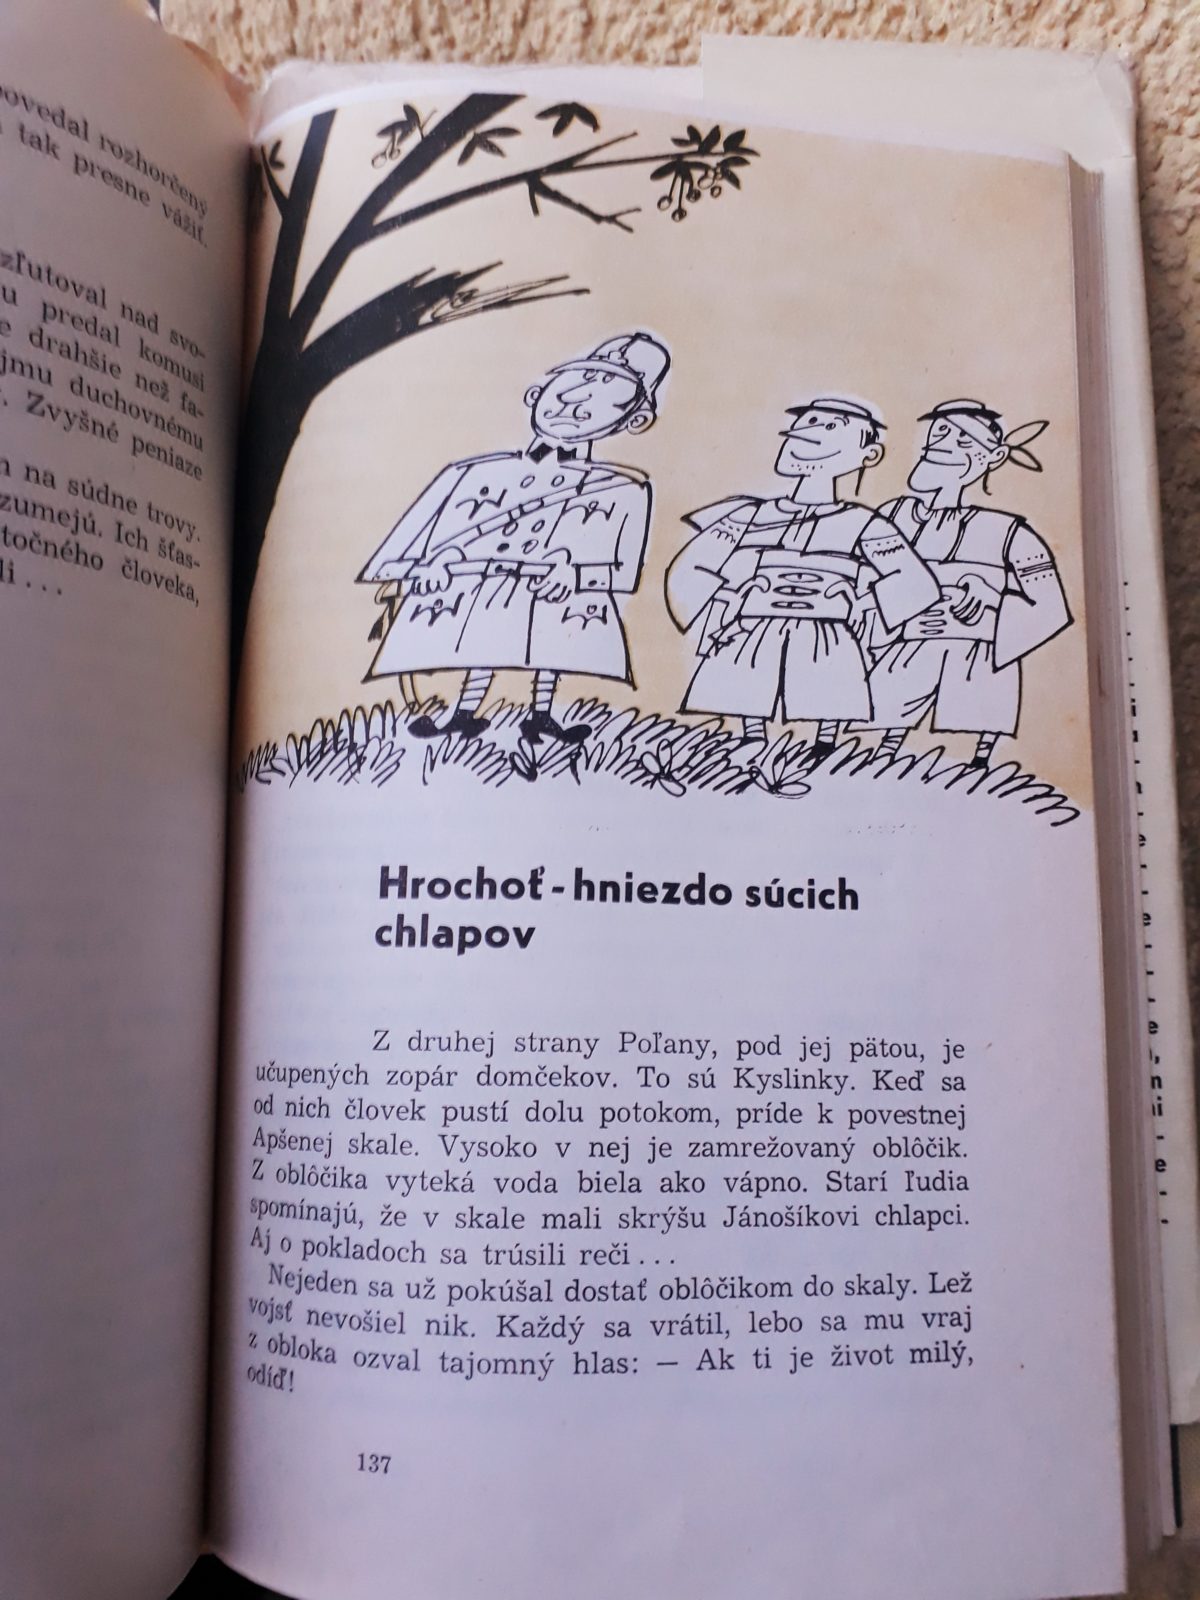 povedal rozhorčený
tak presne vážiť.
zľutoval nad svo-
u predal komusi
e drahšie než fa-
jmu duchovnému
. Zvyšné peniaze
na súdne trovy.
zumejú. Ich šťas-
točného človeka,
li . . .
Hrochoť - hniezdo súcich
chlapov
Z druhej strany Poľany, pod jej pätou, je
učupených zopár domčekov. To sú Kyslinky. Keď sa
od nich človek pustí dolu potokom, príde k povestnej
Apšenej skale. Vysoko v nej je zamrežovaný oblôčik.
Z oblôčika vyteká voda biela ako vápno. Starí ľudia
spomínajú, že v skale mali skrýšu Jánošíkovi chlapci.
Aj o pokladoch sa trúsili reči . . .
Nejeden sa už pokúšal dostať oblôčikom do skaly. Lež
vojsť nevošiel nik. Každý sa vrátil, lebo sa mu vraj
z obloka ozval tajomný hlas: — Ak ti je život milý,
odíď!
137